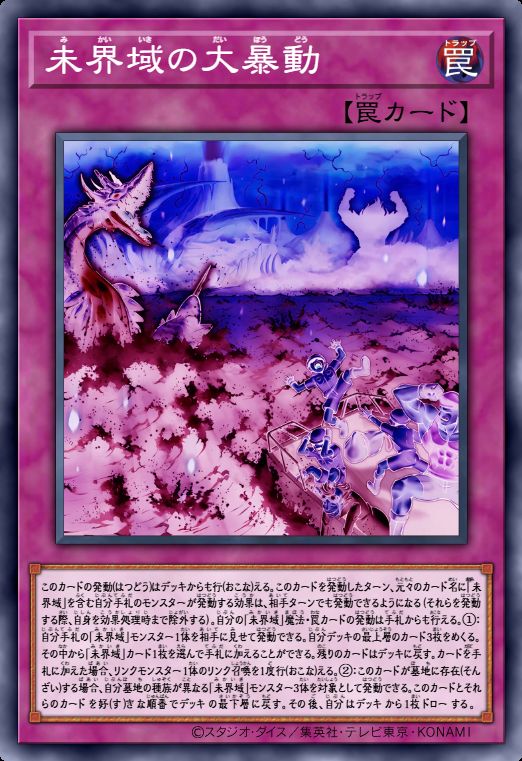 未界域の大暴動
罠
【罠カード】
このカードの発動(はつどう)はデッキからも行(おこな)える。このカードを発動したターン、元々のカード名に｢未
界域｣を含む自分手札のモンスターが発動する効果は、相手ターンでも発動できるようになる(それらを発動
する際、自身を効果処理時まで除外する)。自分の｢未界域｣魔法・罠カードの発動は手札からも行える。①:
自分手札の｢未界域｣モンスター1体を相手に見せて発動できる。自分デッキの最上層のカード3枚をめくる。
その中から｢未界域｣カード1枚を選んで手札に加えることができる。残りのカードはデッキに戻す。カードを手
札に加えた場合、リンクモンスター1体のリンク召喚を1度行(おこな)える。②:このカードが墓地に存在(そん
ざい)する場合、自分墓地の種族が異なる｢未界域｣モンスター3体を対象として発動できる。このカードとそれ
らのカードを好(す)きな順番でデッキの最下層に戻す。その後、自分はデッキから1枚ドローする。
©スタジオ・ダイス／集英社・テレビ東京・KONAMI